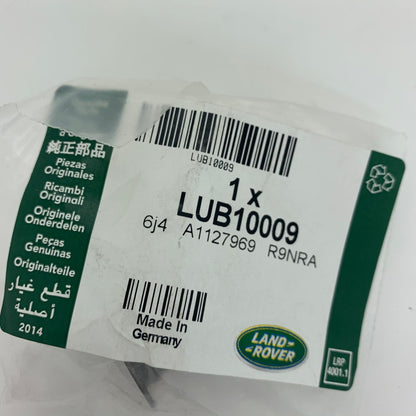 純正部品
Piezas
Originales
Ricambi
Originali
Originele
Onderdelen
Peças
Genuinas
Originalteile
قطع غيار
أصلية
2014
LUB10009
1 x
LUB10009
6j4 A1127969 R9NRA
Made In
Germany
LAND-
-ROVER
LRP
4001.1